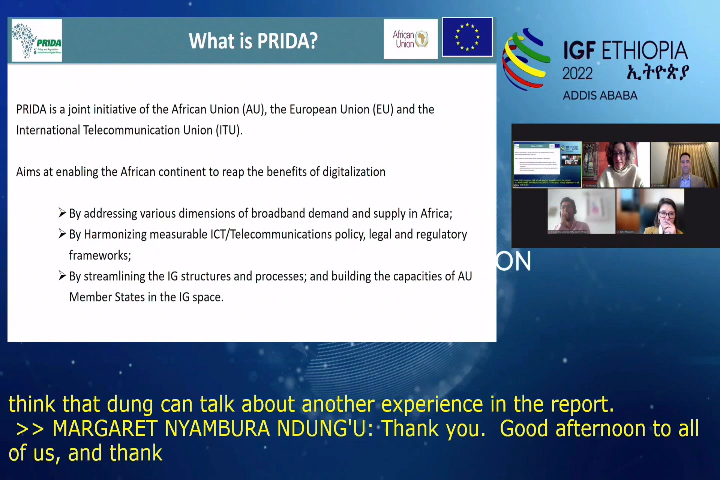 PRIDA
What is PRIDA?
African
Union
IGF ETHIOPIA
2022 ኢትዮጵያ
ADDIS ABABA
PRIDA is a joint initiative of the African Union (AU), the European Union (EU) and the
International Telecommunication Union (ITU).
Aims at enabling the African continent to reap the benefits of digitalization
➢ By addressing various dimensions of broadband demand and supply in Africa;
➢ By Harmonizing measurable ICT/Telecommunications policy, legal and regulatory
frameworks;
➢ By streamlining the IG structures and processes; and building the capacities of AU
Member States in the IG space.
ON
think that dung can talk about another experience in the report.
>> MARGARET NYAMBURA NDUNG'U: Thank you. Good afternoon to all
of us, and thank